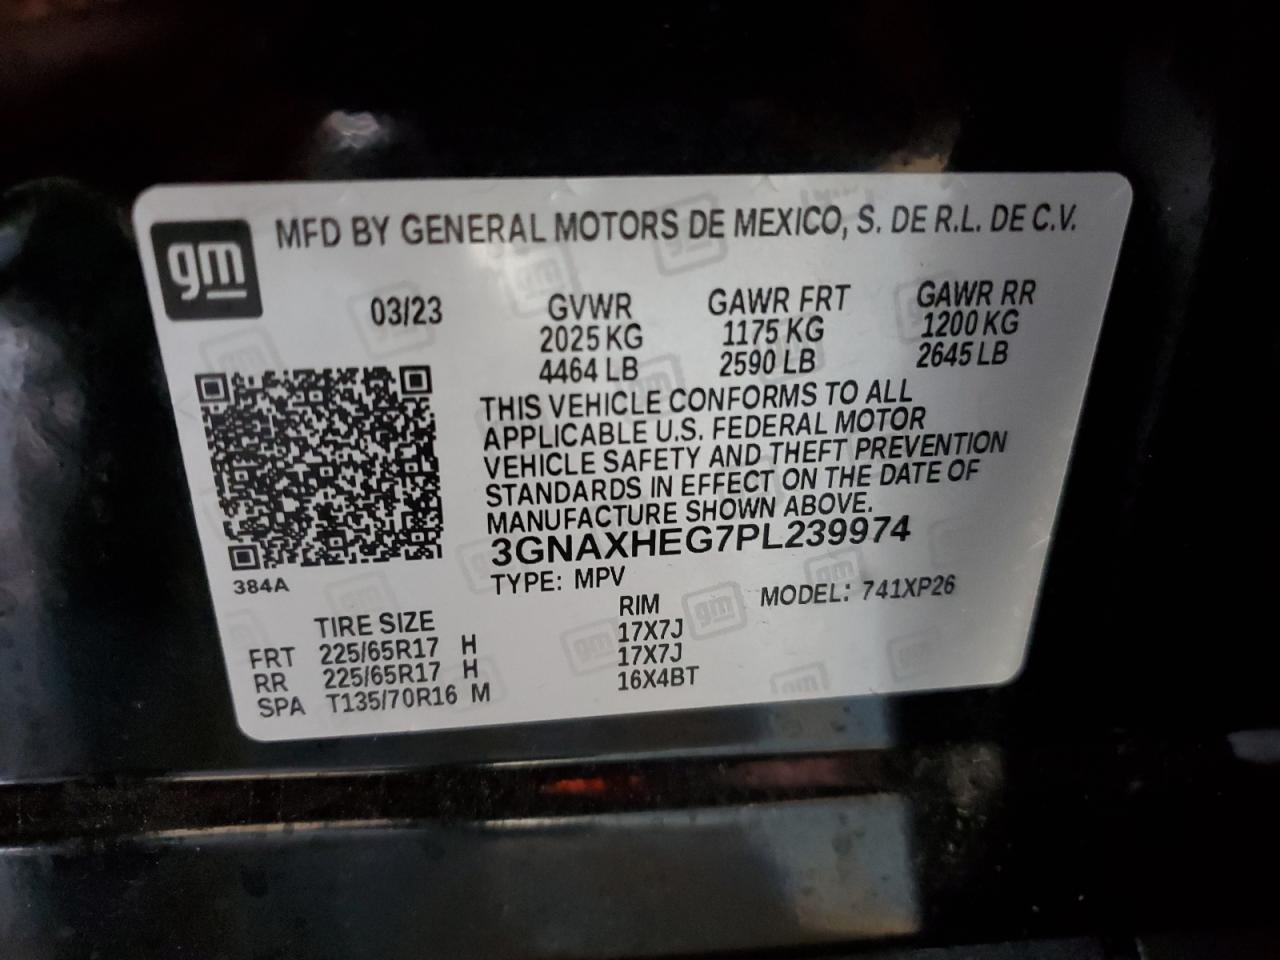 gm
MFD BY GENERAL MOTORS DE MEXICO, S. DE R.L. DE C.V.
03/23
GVWR
2025 KG
4464 LB
GAWR FRT
1175 KG
2590 LB
GAWR RR
1200 KG
2645 LB
THIS VEHICLE CONFORMS TO ALL
APPLICABLE U.S. FEDERAL MOTOR
VEHICLE SAFETY AND THEFT PREVENTION
STANDARDS IN EFFECT ON THE DATE OF
MANUFACTURE SHOWN ABOVE.
3GNAXHEG7PL239974
384A
TYPE: MPV
MODEL: 741XP26
TIRE SIZE RIM
FRT 225/65R17 H 17X7J
RR 225/65R17 H 17X7J
SPA T135/70R16 M 16X4BT